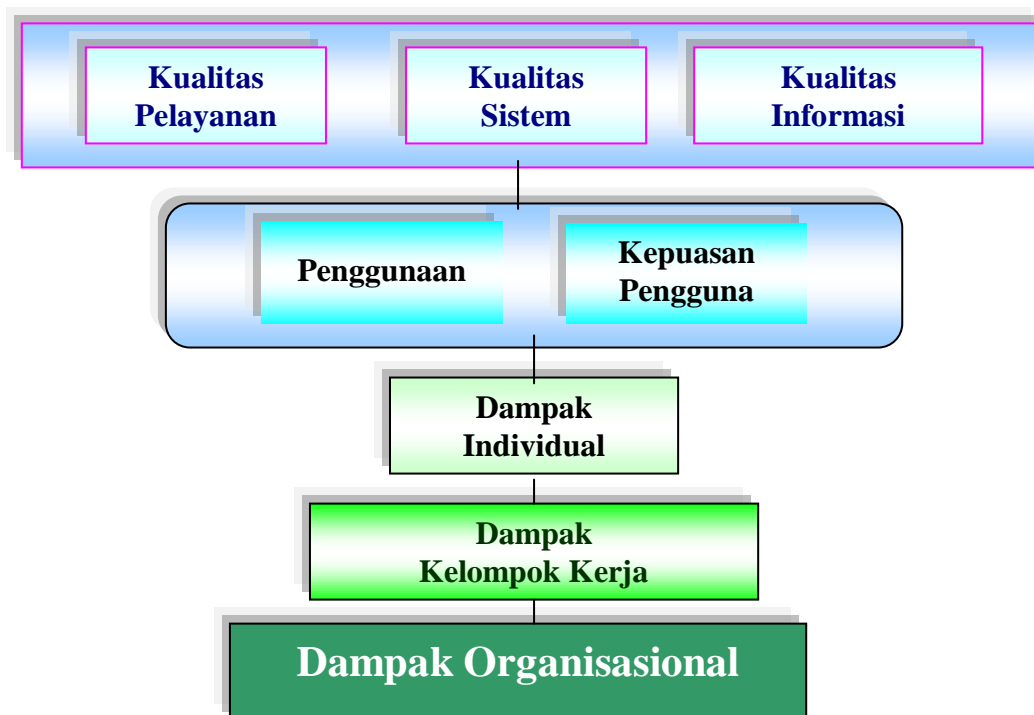 Kualitas
Pelayanan
Kualitas
Sistem
Kualitas
Informasi
Penggunaan
Kepuasan
Pengguna
Dampak
Individual
Dampak
Kelompok Kerja
Dampak Organisasional